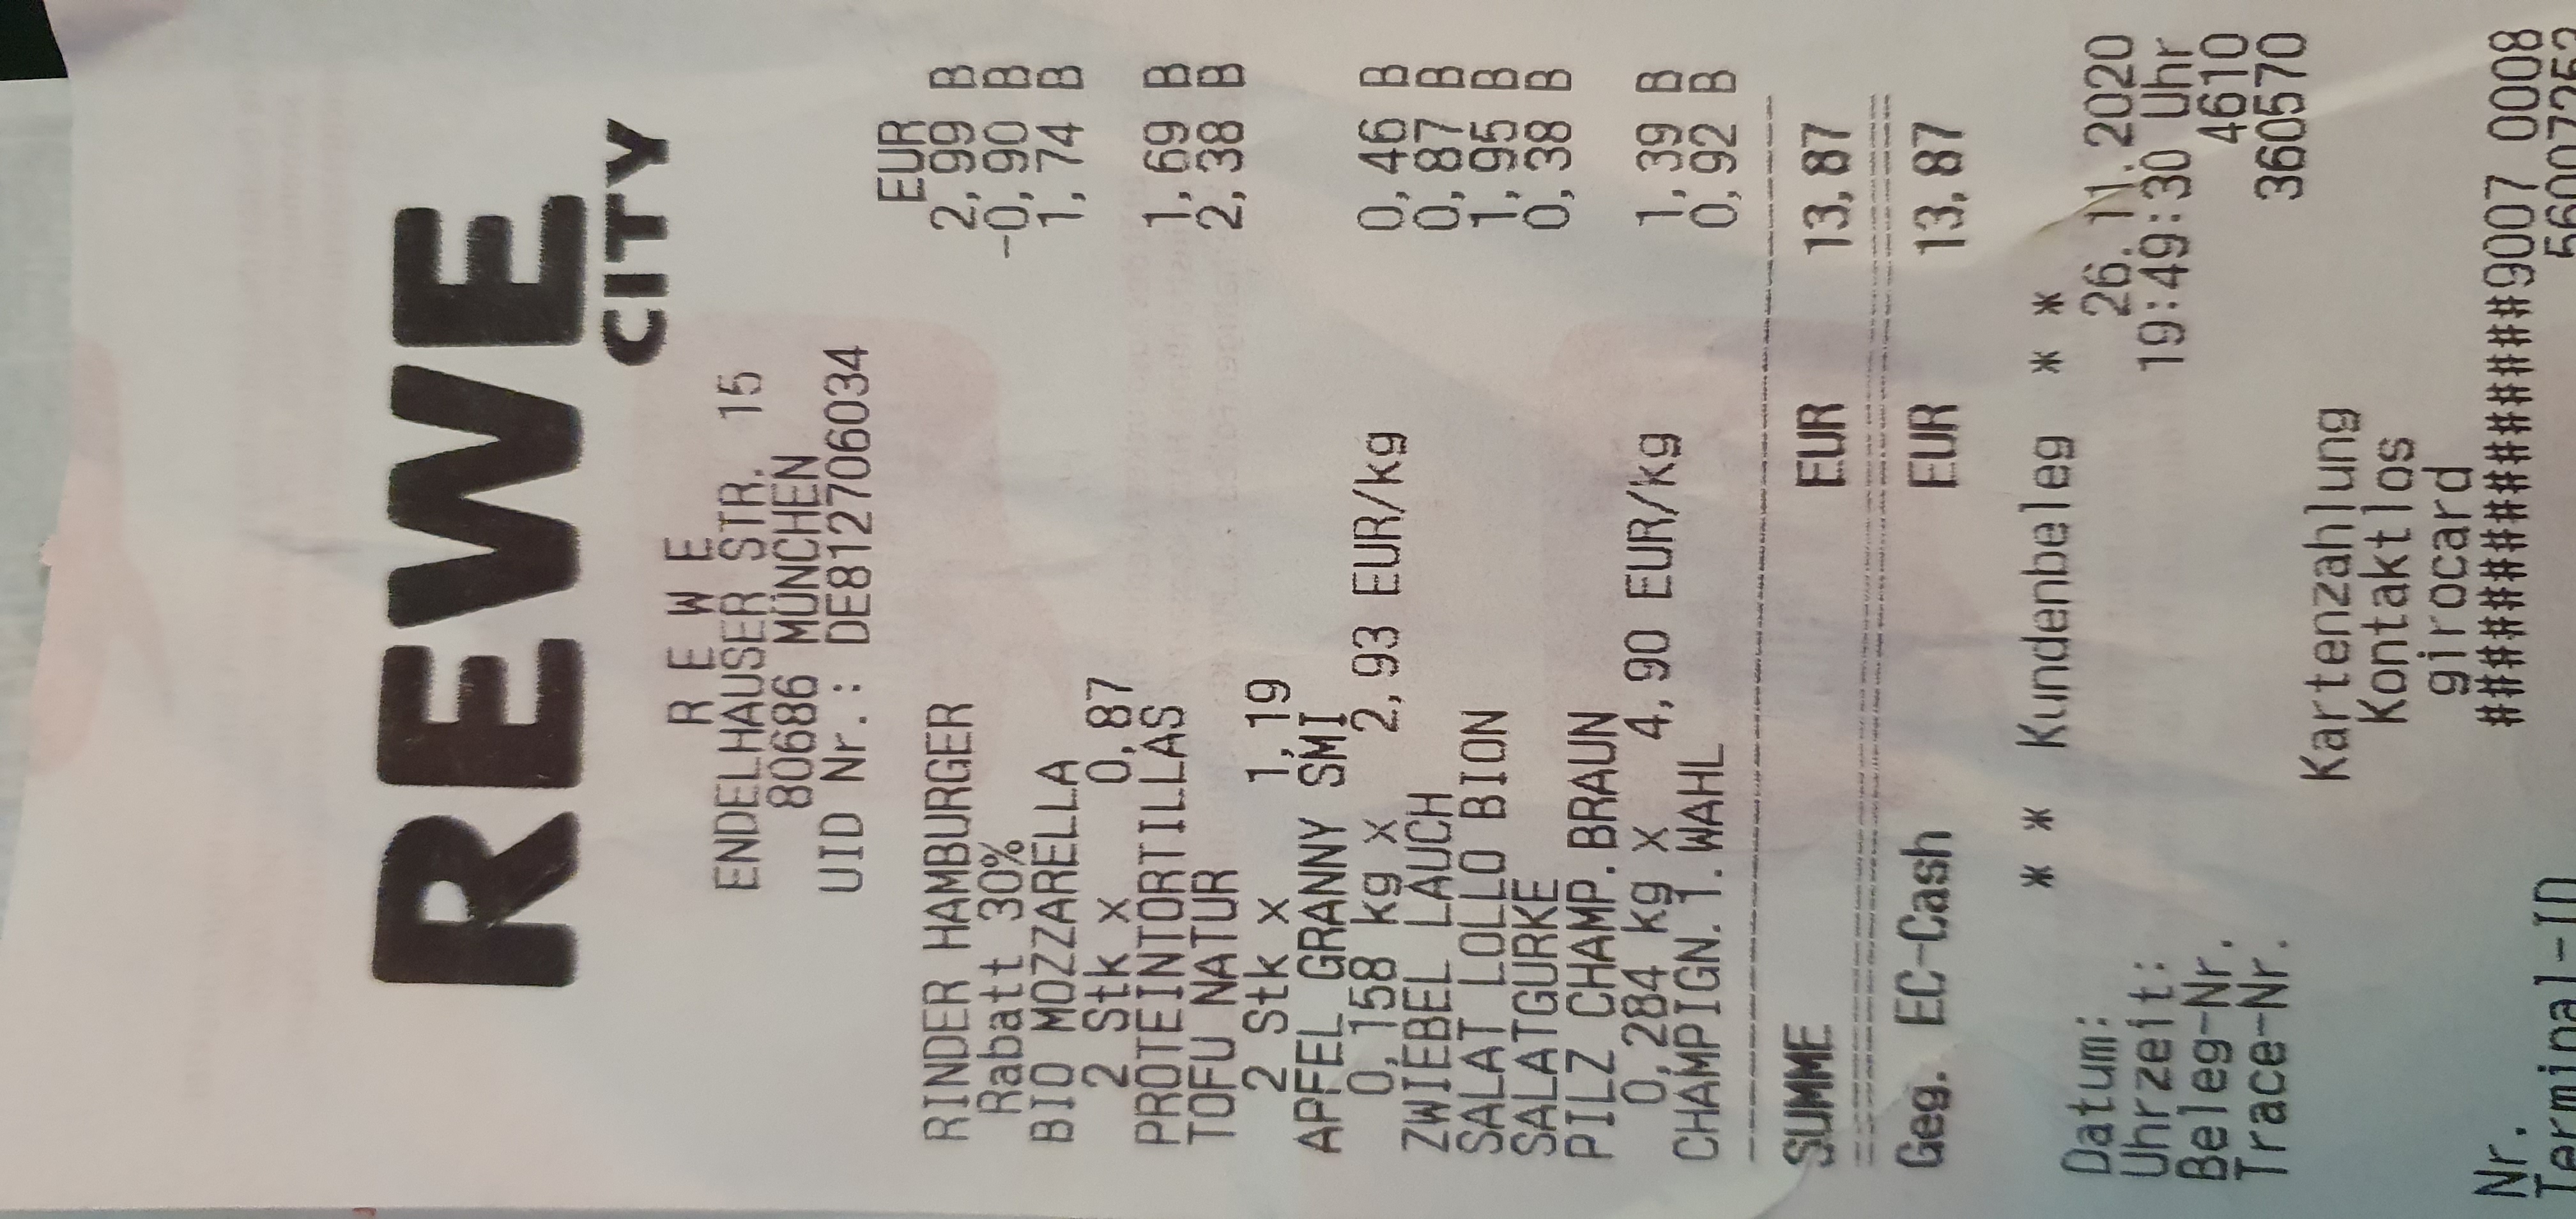 REWE
CITY
R E W E
ENDELHAUSER STR. 15
80686 MÜNCHEN
UID Nr.: DE812706034
EUR
RINDER HAMBURGER 2,99 B
Rabatt 30% -0,90 B
BIO MOZZARELLA 1,74 B
2 Stk x 0,87
PROTEINTORTILLAS 1,69 B
TOFU NATUR 2,38 B
2 Stk x 1,19
APFEL GRANNY SMI
0,158 kg x 2,93 EUR/kg 0,46 B
ZWIEBEL LAUCH 0,87 B
SALAT LOLLO BION 1,95 B
SALATGURKE 0,38 B
PILZ CHAMP.BRAUN
0,284 kg x 4,90 EUR/kg 1,39 B
CHAMPIGN.1.WAHL 0,92 B
SUMME EUR 13,87
Geg. EC-Cash EUR 13,87
* * Kundenbeleg * *
Datum: 26.11.2020
Uhrzeit: 19:49:30 Uhr
Beleg-Nr. 4610
Trace-Nr. 360570
Kartenzahlung
Kontaktlos
girocard
Nr. ###############9007 0008
Terminal-ID 56007252